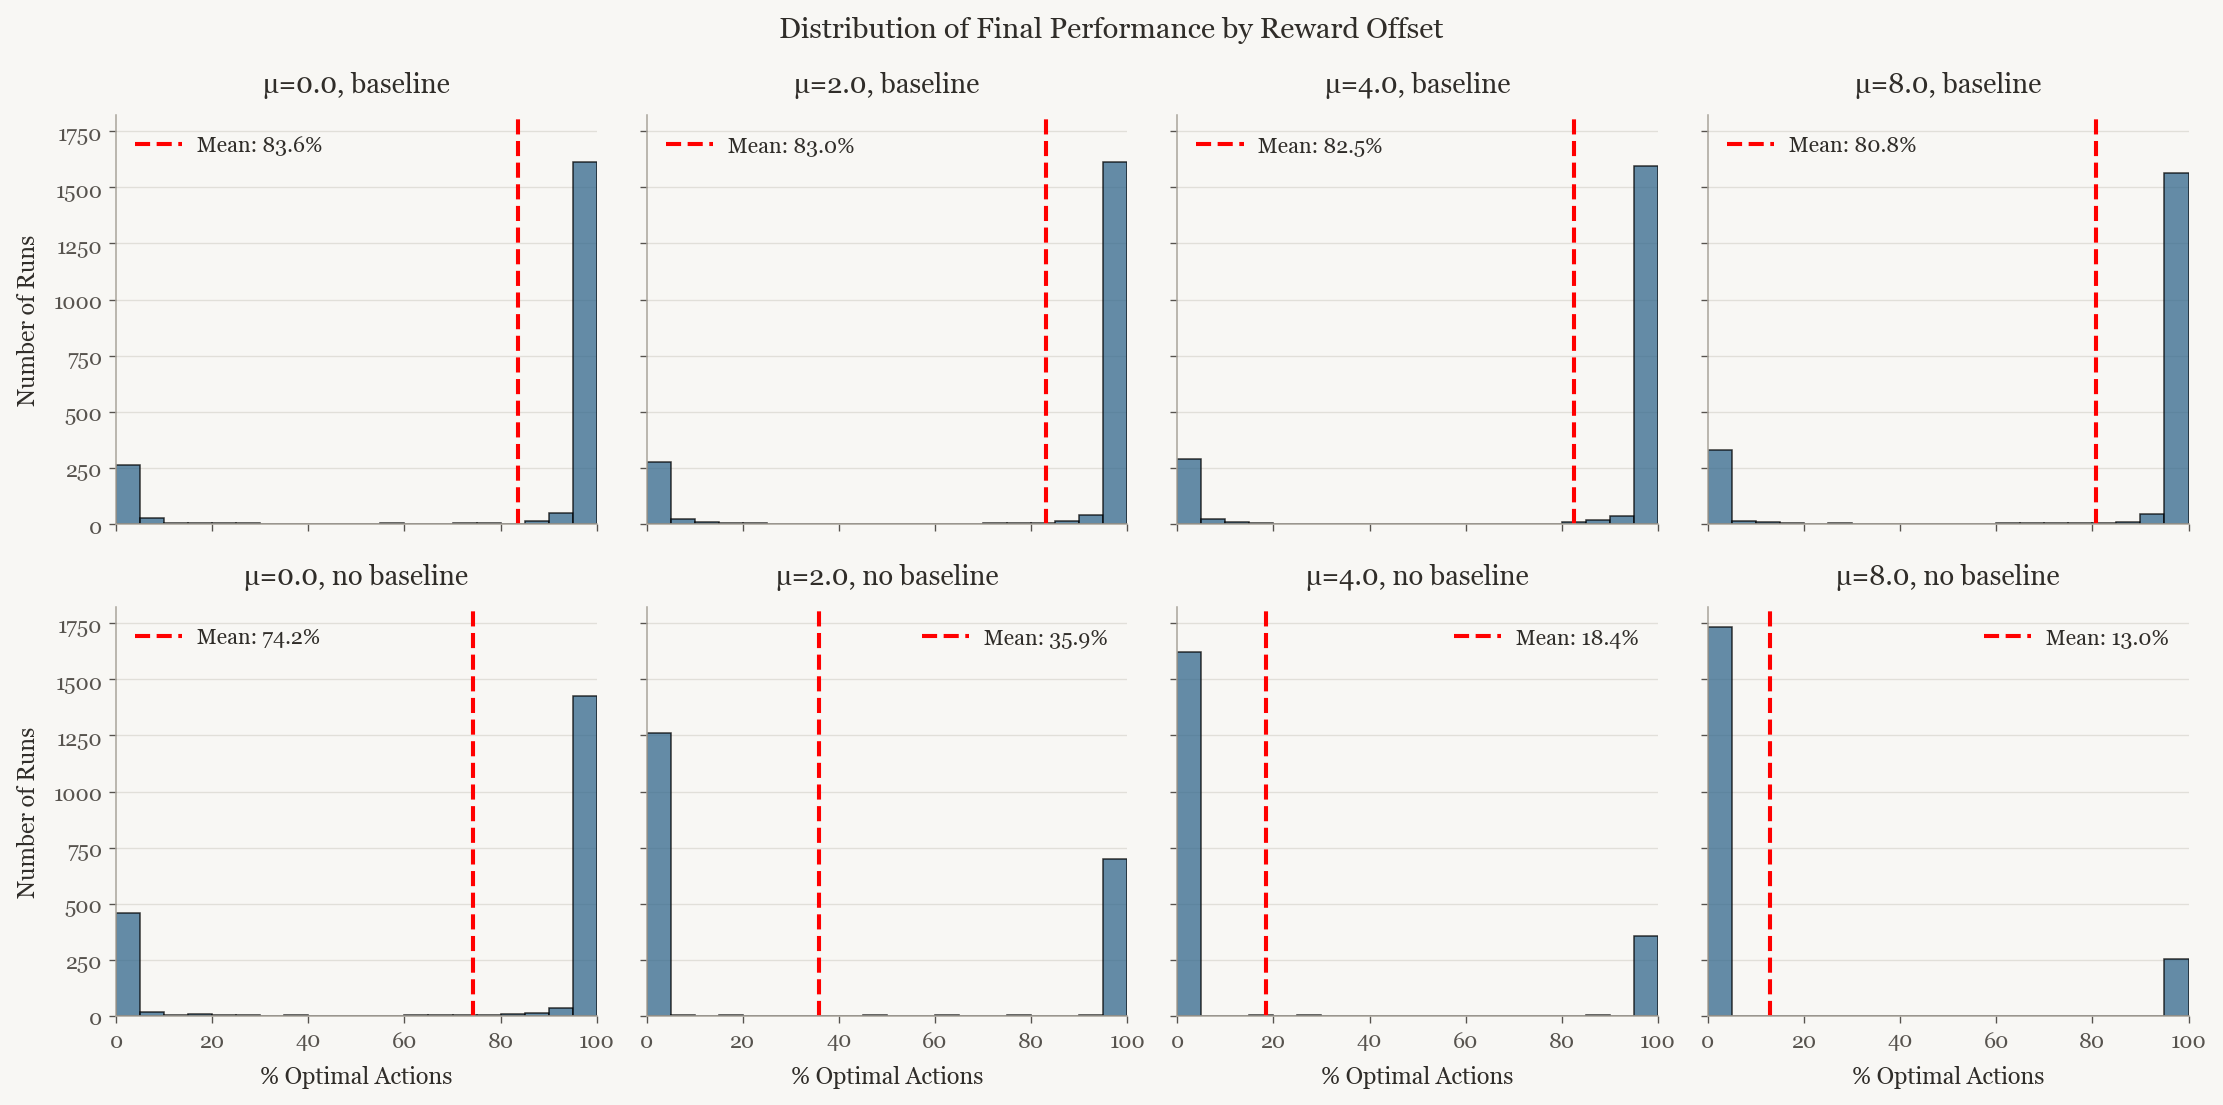 Distribution of Final Performance by Reward Offset
μ=0.0, baseline
μ=2.0, baseline
μ=4.0, baseline
μ=8.0, baseline
Mean: 83.6%
Mean: 83.0%
Mean: 82.5%
Mean: 80.8%
Number of Runs
1750
1500
1250
1000
750
500
250
0
μ=0.0, no baseline
μ=2.0, no baseline
μ=4.0, no baseline
μ=8.0, no baseline
Mean: 74.2%
Mean: 35.9%
Mean: 18.4%
Mean: 13.0%
Number of Runs
1750
1500
1250
1000
750
500
250
0
0 20 40 60 80 100
0 20 40 60 80 100
0 20 40 60 80 100
0 20 40 60 80 100
% Optimal Actions
% Optimal Actions
% Optimal Actions
% Optimal Actions